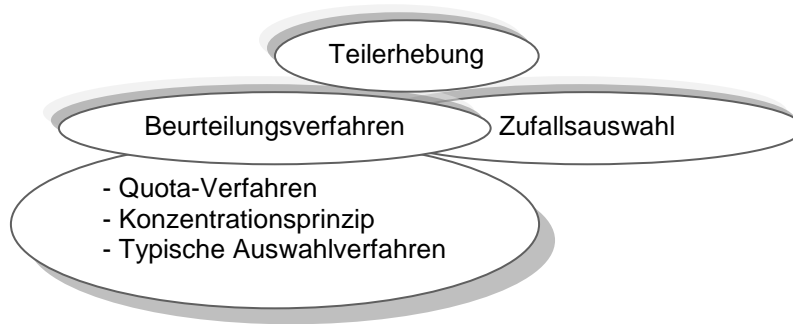 Teilerhebung
Beurteilungsverfahren
Zufallsauswahl
- Quota-Verfahren
- Konzentrationsprinzip
- Typische Auswahlverfahren